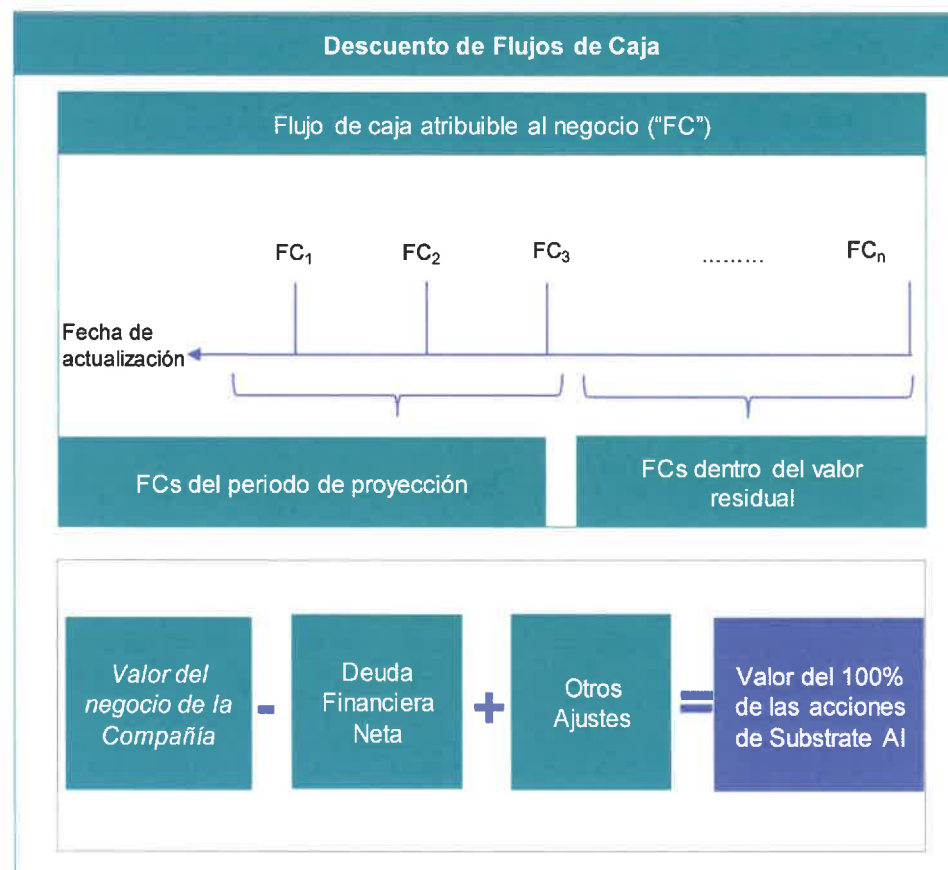 Descuento de Flujos de Caja
Flujo de caja atribuible al negocio (“FC”)
FC₁ FC₂ FC₃ ......... FCₙ
Fecha de
actualización
FCs del periodo de proyección
FCs dentro del valor
residual
Valor del
negocio de la
Compañía
-
Deuda
Financiera
Neta
+
Otros
Ajustes
=
Valor del 100%
de las acciones
de Substrate AI